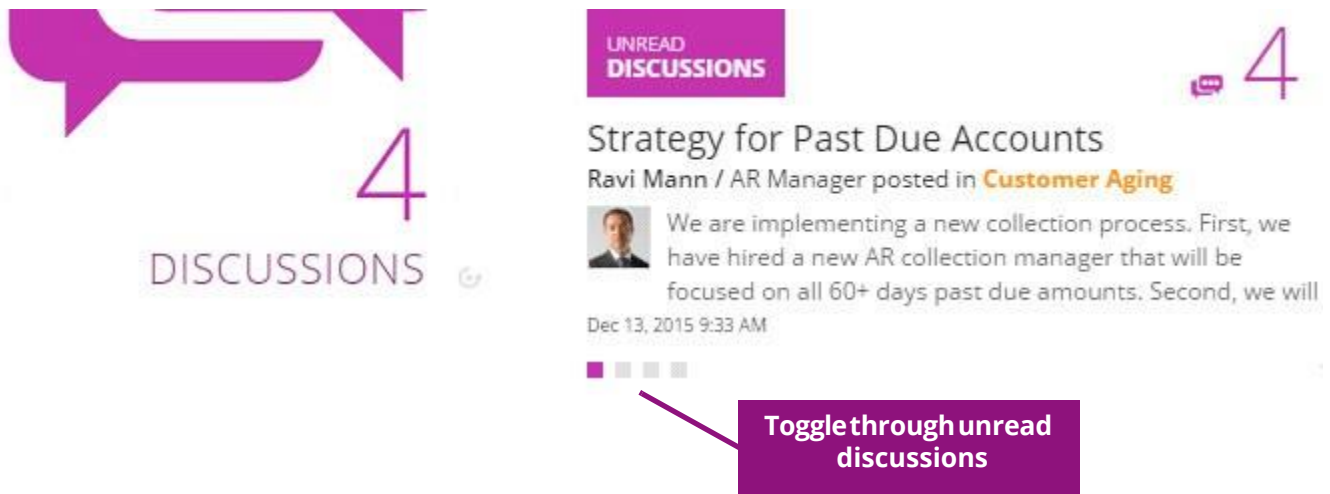 4
DISCUSSIONS
UNREAD
DISCUSSIONS
4
Strategy for Past Due Accounts
Ravi Mann / AR Manager posted in Customer Aging
We are implementing a new collection process. First, we
have hired a new AR collection manager that will be
focused on all 60+ days past due amounts. Second, we will
Dec 13, 2015 9:33 AM
Toggle through unread
discussions